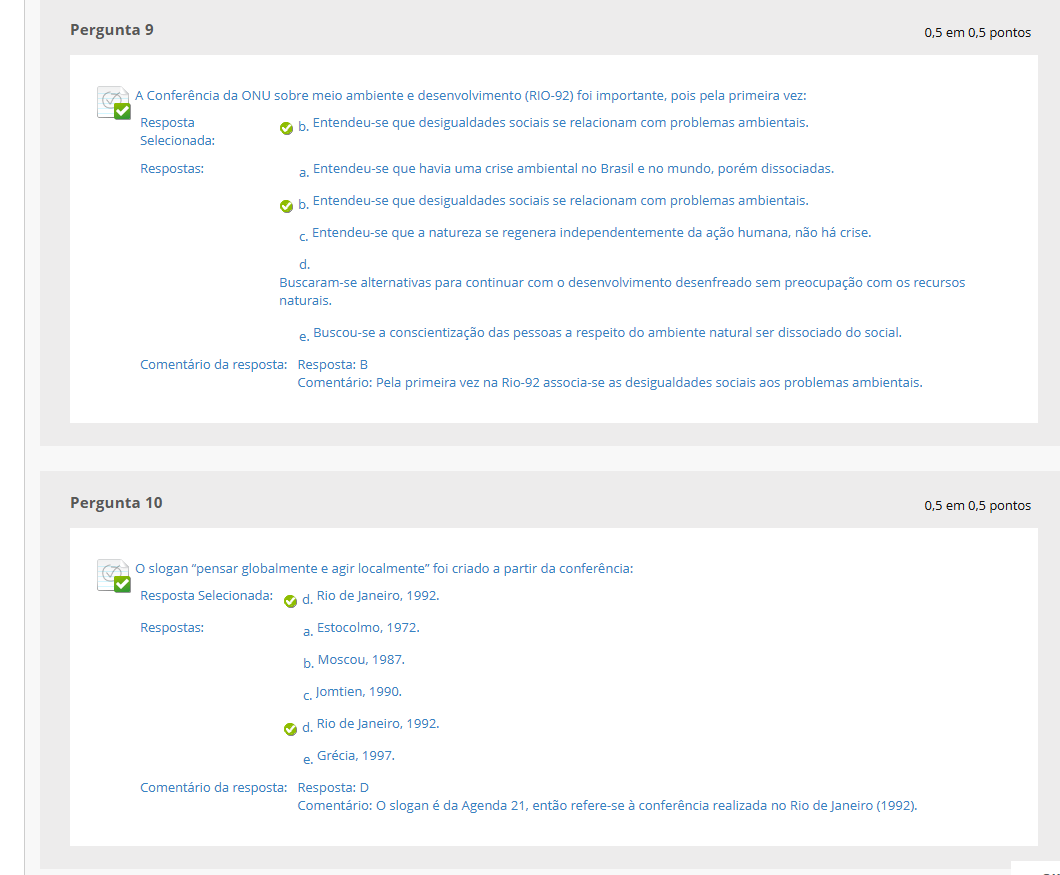 Pergunta 9
0,5 em 0,5 pontos
A Conferência da ONU sobre meio ambiente e desenvolvimento (RIO-92) foi importante, pois pela primeira vez:
Resposta Selecionada: b. Entendeu-se que desigualdades sociais se relacionam com problemas ambientais.
Respostas: a. Entendeu-se que havia uma crise ambiental no Brasil e no mundo, porém dissociadas.
b. Entendeu-se que desigualdades sociais se relacionam com problemas ambientais.
c. Entendeu-se que a natureza se regenera independentemente da ação humana, não há crise.
d.
Buscaram-se alternativas para continuar com o desenvolvimento desenfreado sem preocupação com os recursos
naturais.
e. Buscou-se a conscientização das pessoas a respeito do ambiente natural ser dissociado do social.
Comentário da resposta: Resposta: B
Comentário: Pela primeira vez na Rio-92 associa-se as desigualdades sociais aos problemas ambientais.
Pergunta 10
0,5 em 0,5 pontos
O slogan “pensar globalmente e agir localmente” foi criado a partir da conferência:
Resposta Selecionada: d. Rio de Janeiro, 1992.
Respostas: a. Estocolmo, 1972.
b. Moscou, 1987.
c. Jomtien, 1990.
d. Rio de Janeiro, 1992.
e. Grécia, 1997.
Comentário da resposta: Resposta: D
Comentário: O slogan é da Agenda 21, então refere-se à conferência realizada no Rio de Janeiro (1992).